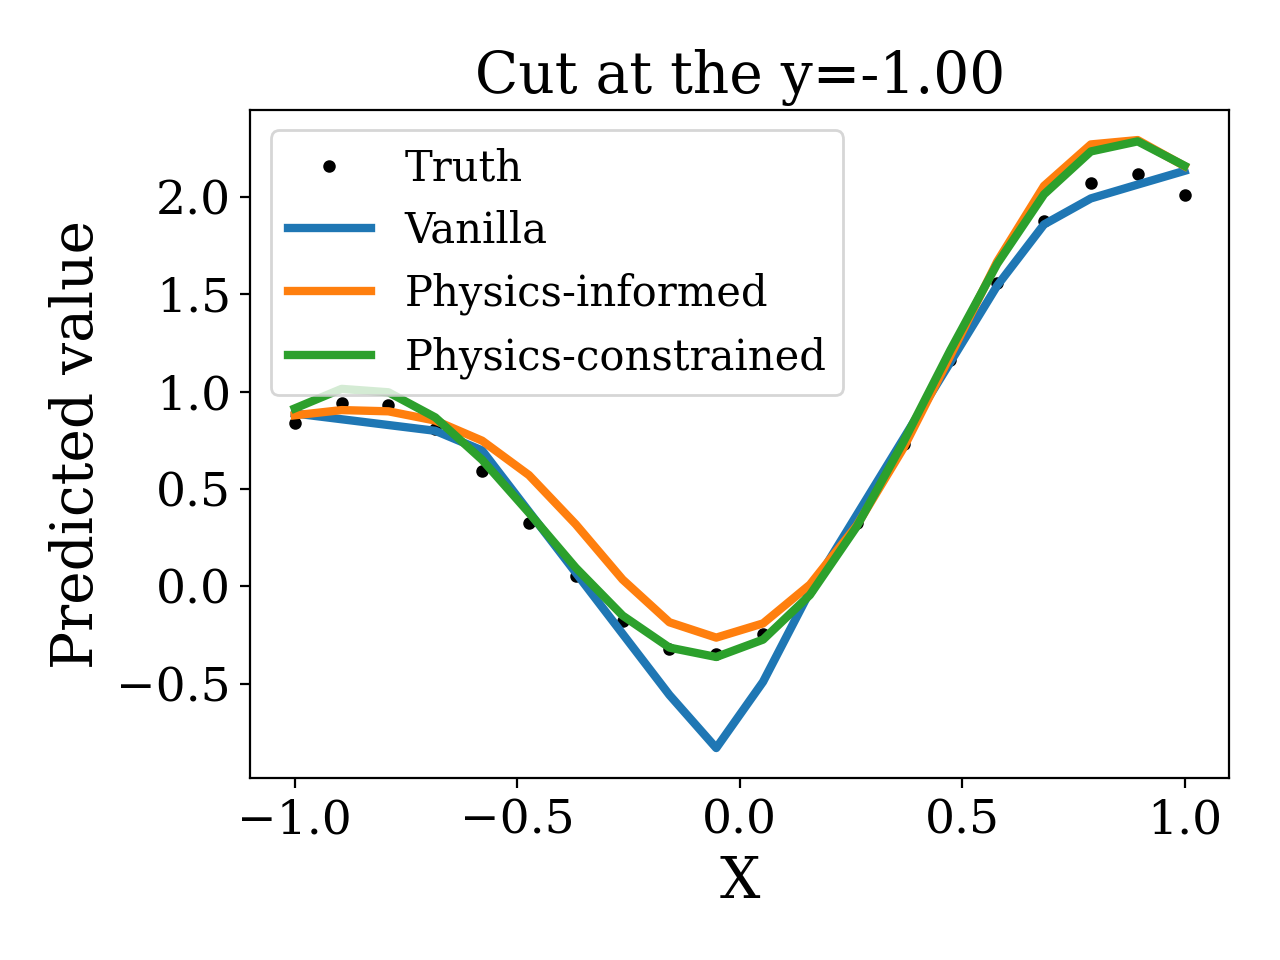 Cut at the y=-1.00
Truth
Vanilla
Physics-informed
Physics-constrained
Predicted value
2.0
1.5
1.0
0.5
0.0
−0.5
−1.0
−0.5
0.0
0.5
1.0
X